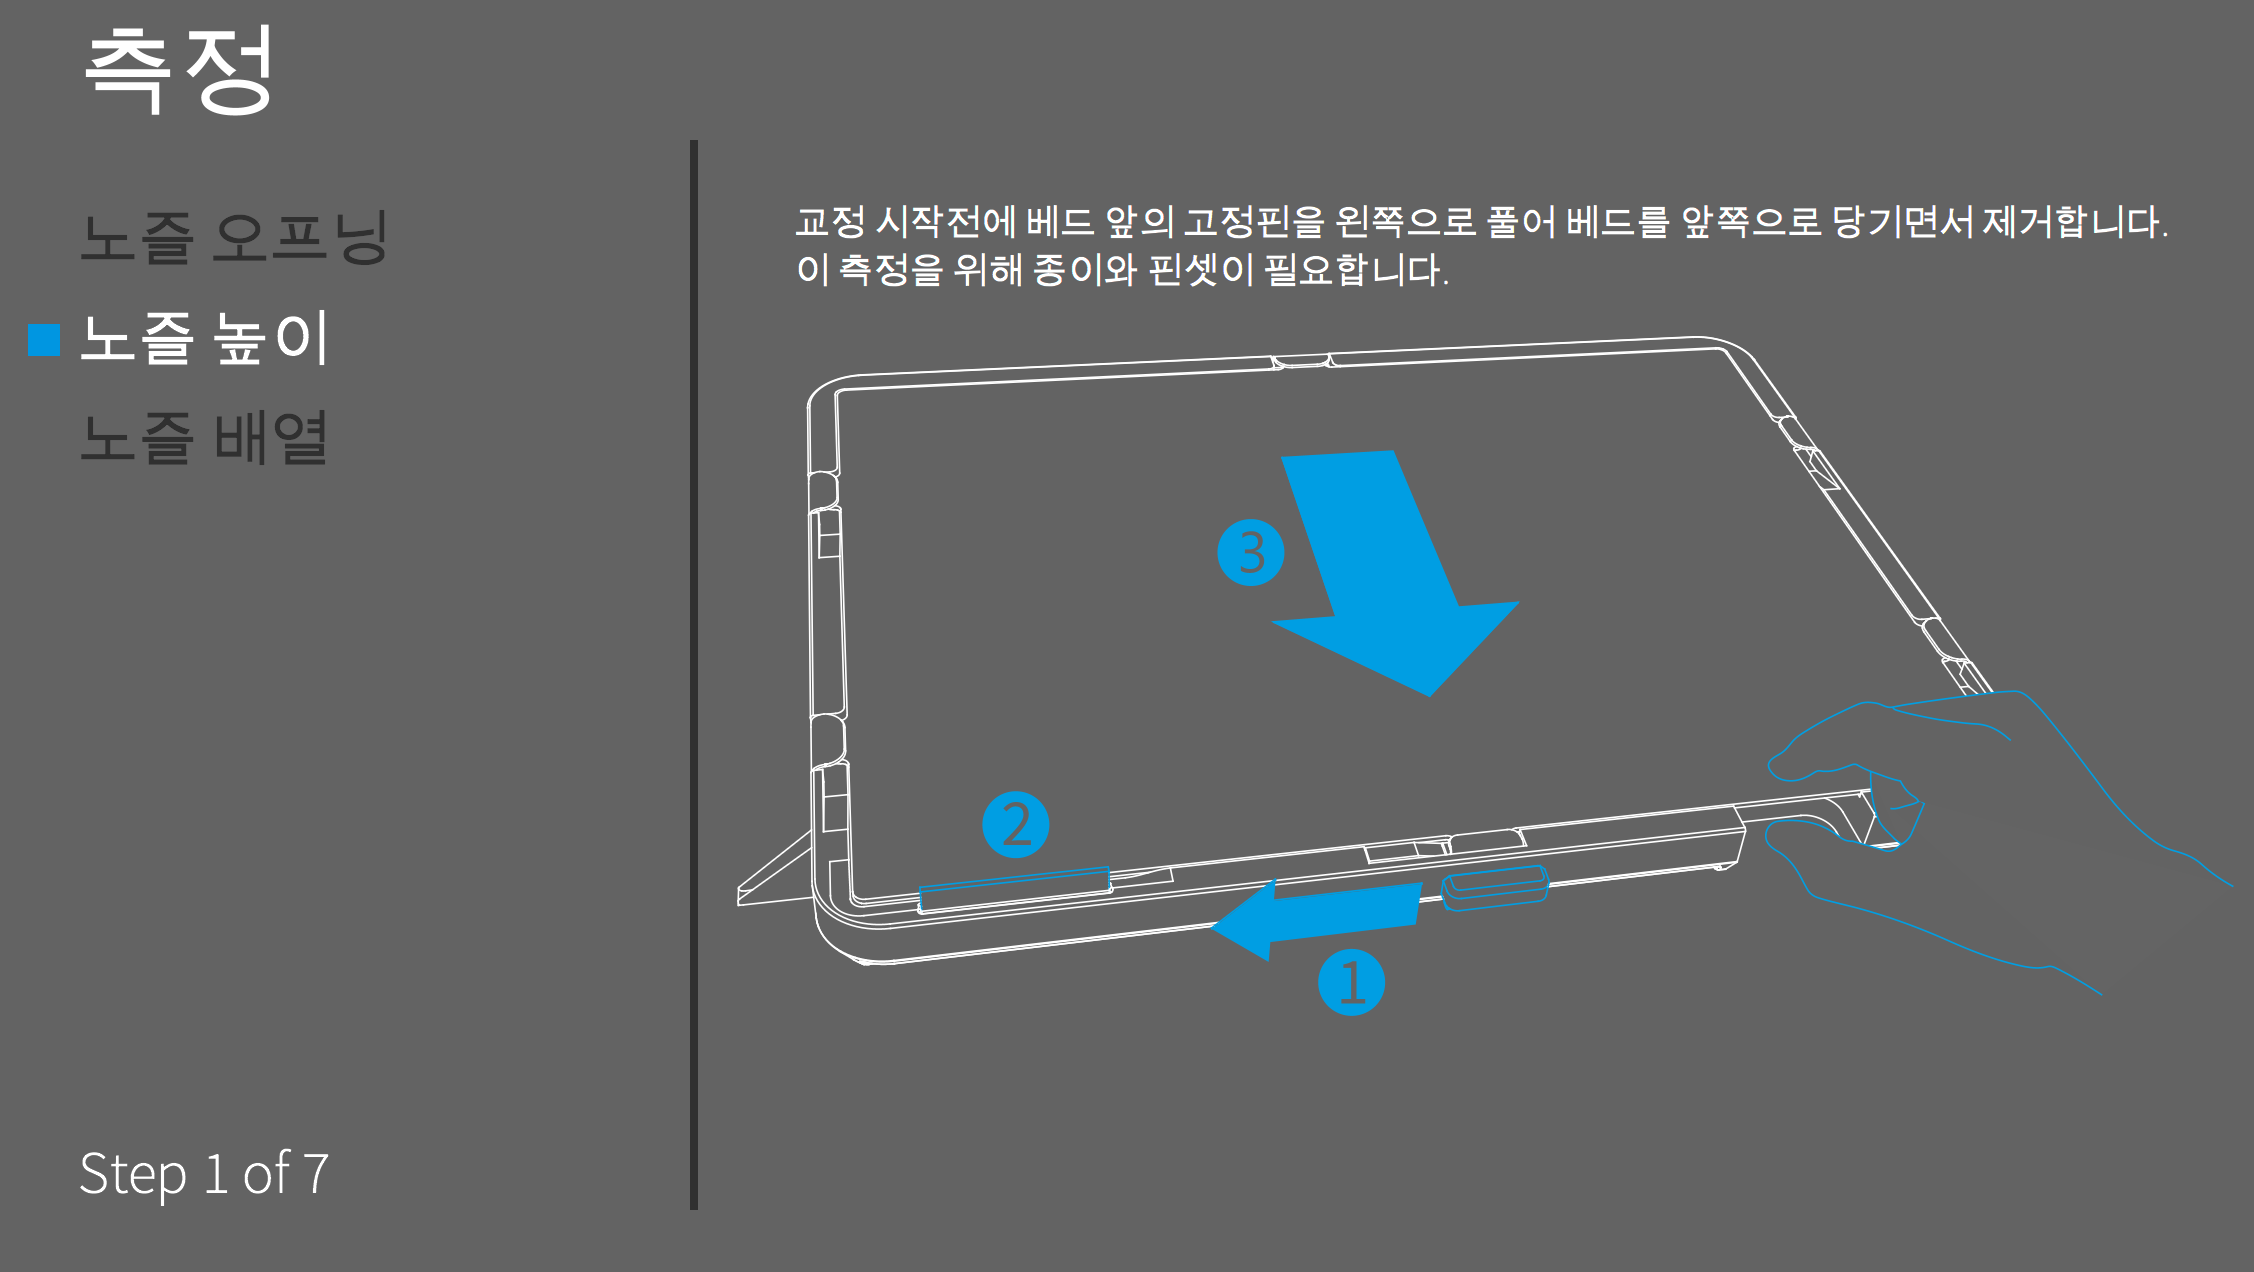 측정
노즐 오프닝
노즐 높이
노즐 배열
교정 시작전에 베드 앞의 고정핀을 왼쪽으로 풀어 베드를 앞쪽으로 당기면서 제거합니다.
이 측정을 위해 종이와 핀셋이 필요합니다.
3
2
1
Step 1 of 7